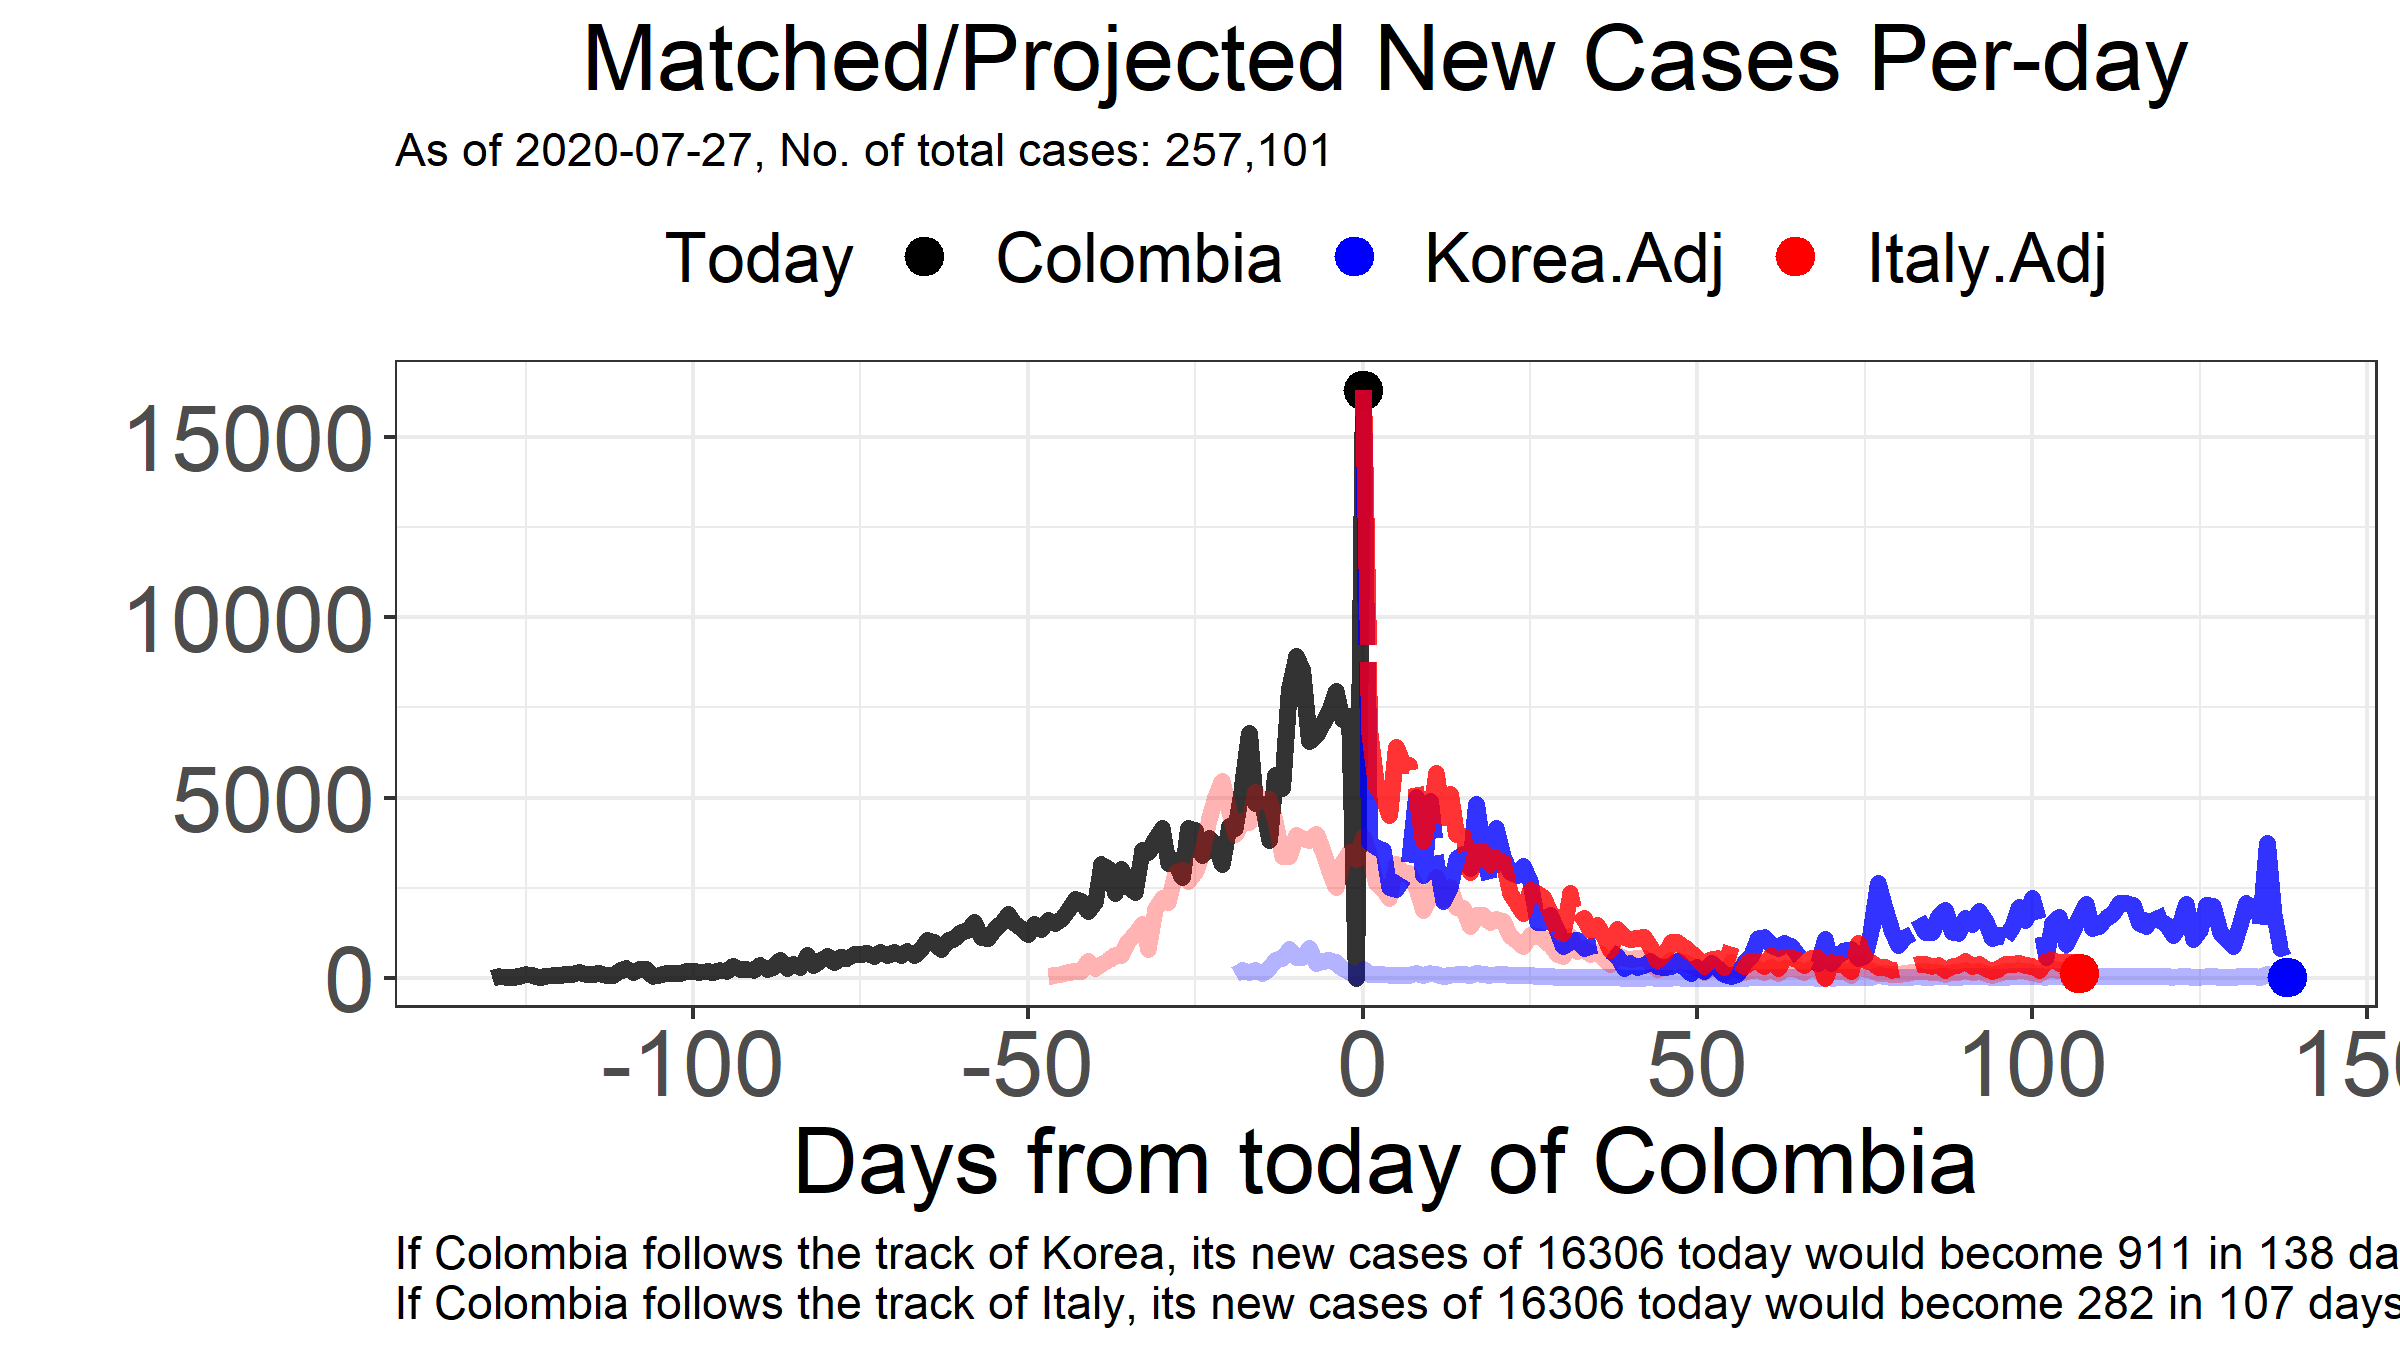 Matched/Projected New Cases Per-day
As of 2020-07-27, No. of total cases: 257,101
Today Colombia Korea.Adj Italy.Adj
15000
10000
5000
0
-100 -50 0 50 100 150
Days from today of Colombia
If Colombia follows the track of Korea, its new cases of 16306 today would become 911 in 138 da
If Colombia follows the track of Italy, its new cases of 16306 today would become 282 in 107 days